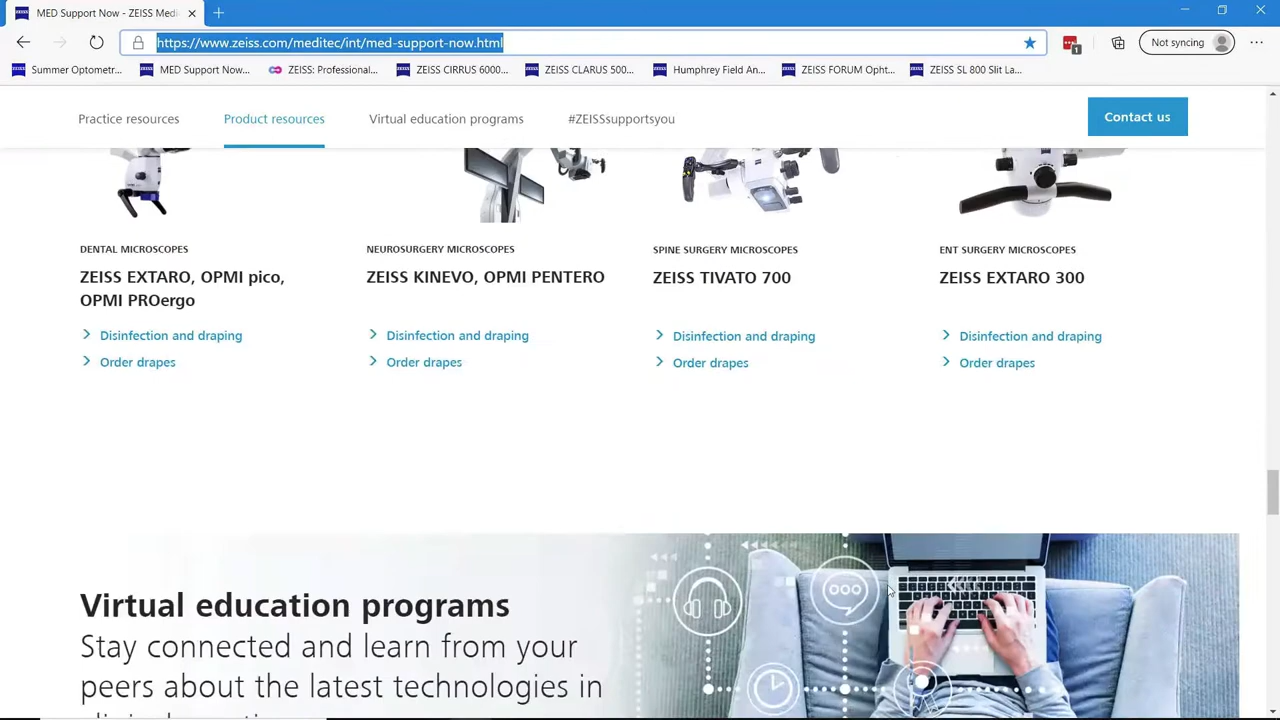 MED Support Now - ZEISS Medi
https://www.zeiss.com/meditec/int/med-support-now.html
1
Not syncing
Summer Optometr...
MED Support Now...
ZEISS: Professional...
ZEISS CIRRUS 6000...
ZEISS CLARUS 500...
Humphrey Field An...
ZEISS FORUM Opht...
ZEISS SL 800 Slit La...
Practice resources
Product resources
Virtual education programs
#ZEISSsupportsyou
Contact us
DENTAL MICROSCOPES
ZEISS EXTARO, OPMI pico,
OPMI PROergo
Disinfection and draping
Order drapes
NEUROSURGERY MICROSCOPES
ZEISS KINEVO, OPMI PENTERO
Disinfection and draping
Order drapes
SPINE SURGERY MICROSCOPES
ZEISS TIVATO 700
Disinfection and draping
Order drapes
ENT SURGERY MICROSCOPES
ZEISS EXTARO 300
Disinfection and draping
Order drapes
Virtual education programs
Stay connected and learn from your
peers about the latest technologies in